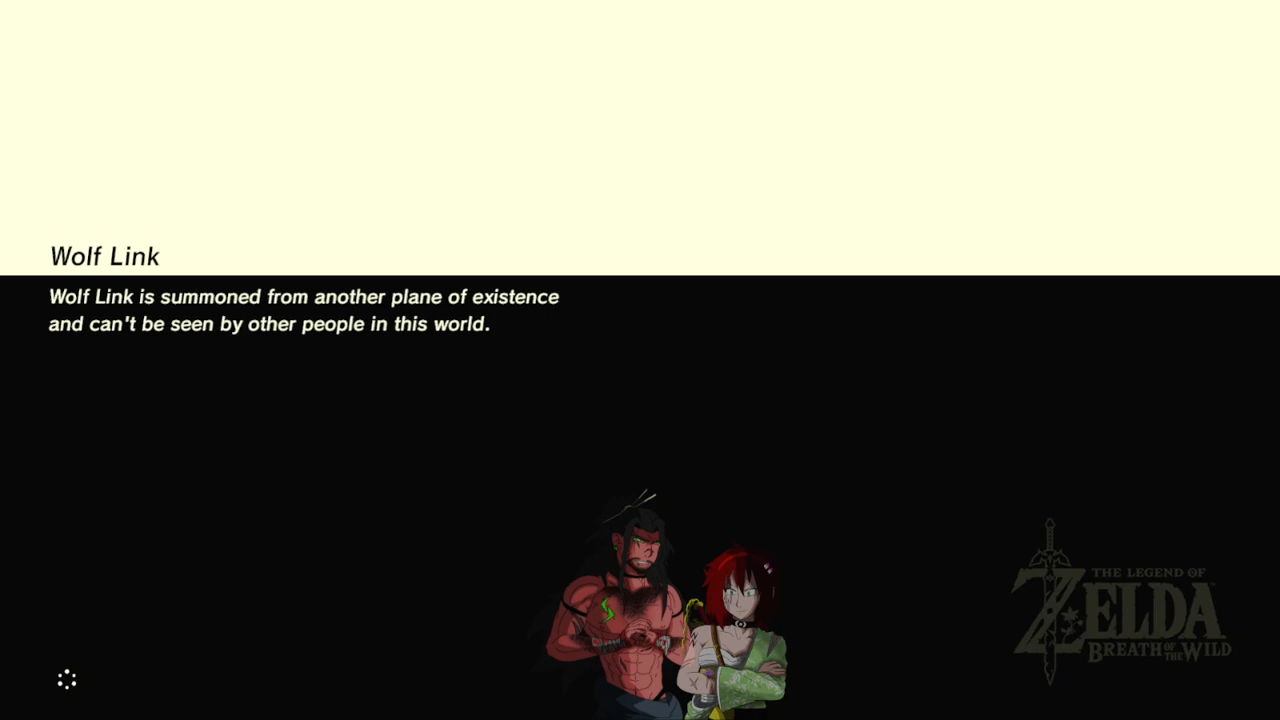 Wolf Link
Wolf Link is summoned from another plane of existence
and can't be seen by other people in this world.
THE LEGEND OF
ZELDA
BREATH OF THE WILD